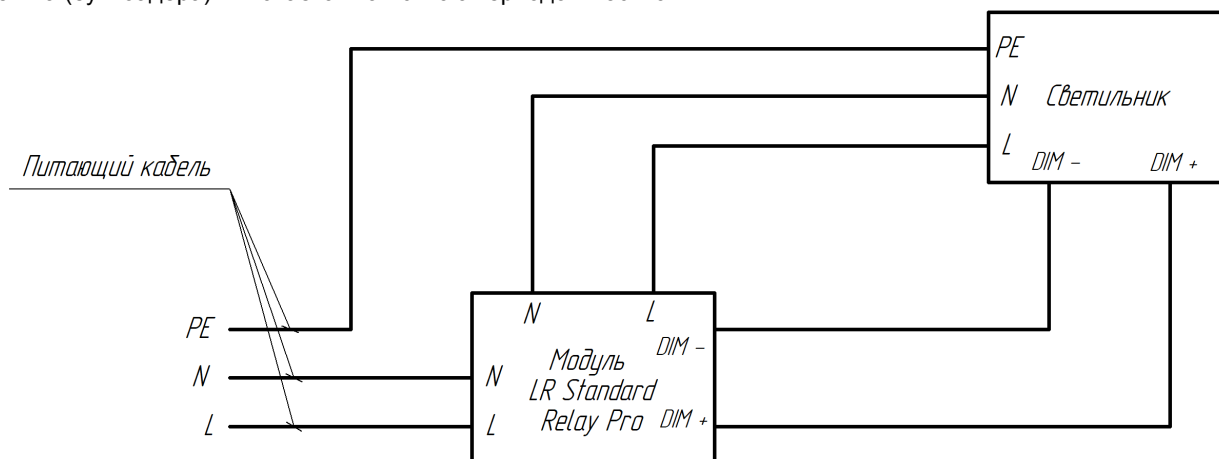 PE
N Светильник
L
DIM - DIM +
Питающий кабель
N L
PE
DIM -
Модуль
N N
LR Standard
L L
Relay Pro DIM +